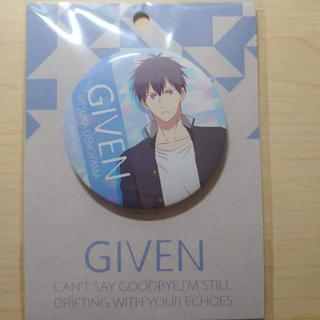 GIVEN
RITSUKA UENOYAMA
GIVEN
CAN'T SAY GOODBYE,I'M STILL
DRIFTING WITH YOUR ECHOES.